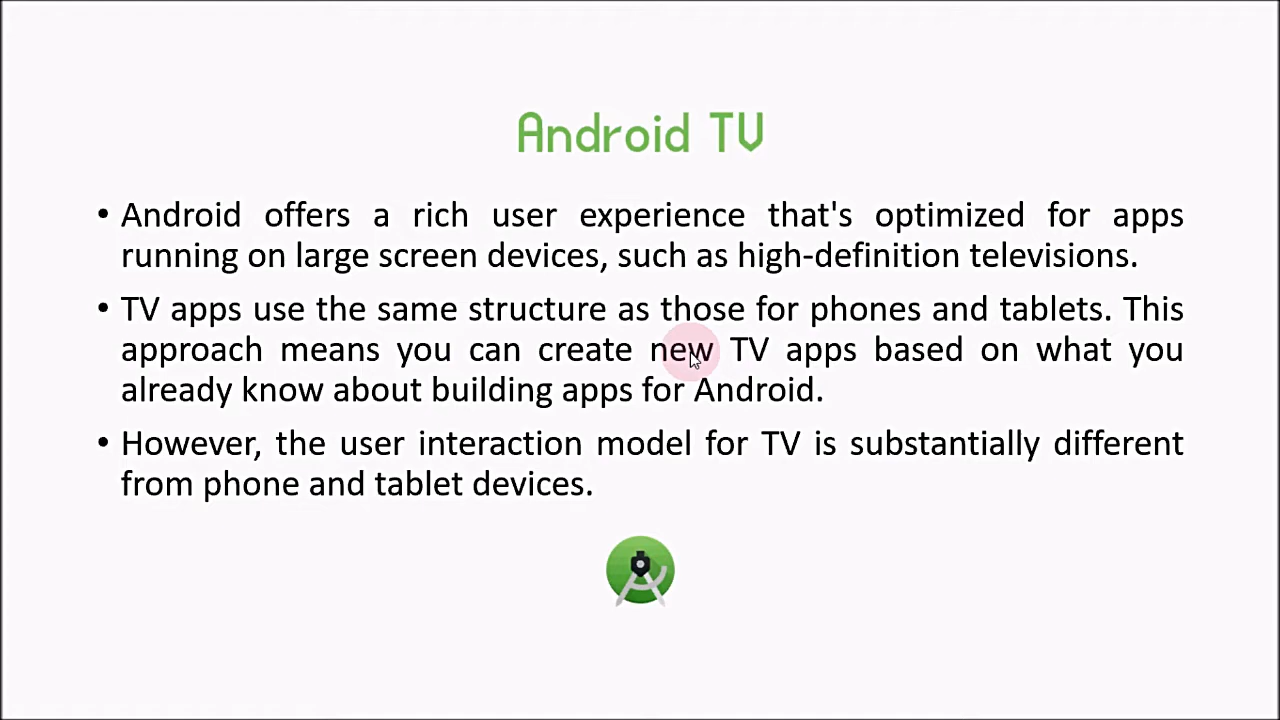 Android TV
• Android offers a rich user experience that's optimized for apps
running on large screen devices, such as high-definition televisions.
• TV apps use the same structure as those for phones and tablets. This
approach means you can create new TV apps based on what you
already know about building apps for Android.
• However, the user interaction model for TV is substantially different
from phone and tablet devices.